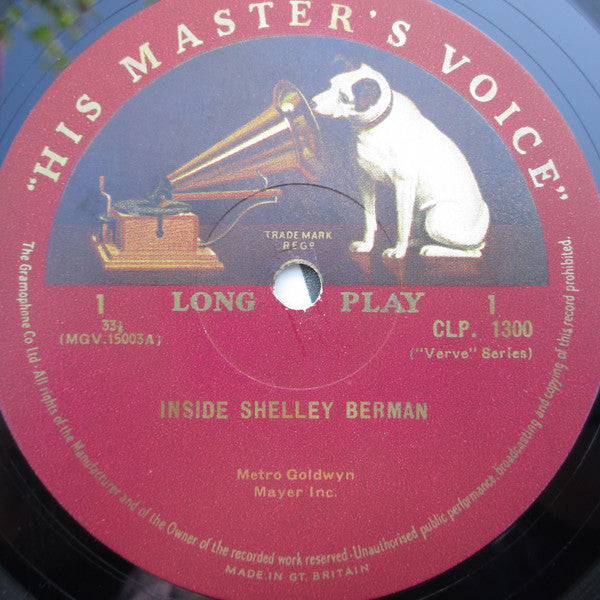 "HIS MASTER'S VOICE"
TRADE MARK
REGD
1 LONG PLAY 1
33⅓
(MGV.15003A)
CLP. 1300
("Verve" Series)
INSIDE SHELLEY BERMAN
Metro Goldwyn
Mayer Inc.
The Gramophone Co Ltd. All rights of the Manufacturer and of the Owner of the recorded work reserved · Unauthorised public performance, broadcasting and copying of this record prohibited.
MADE IN GT. BRITAIN